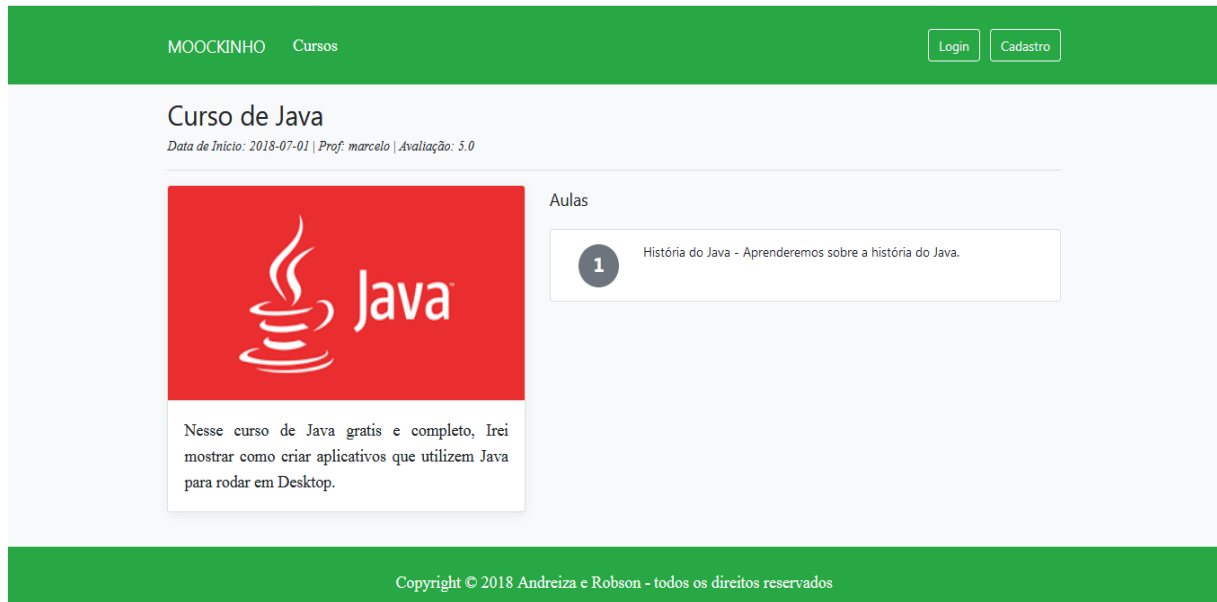 MOOCKINHO Cursos Login Cadastro
Curso de Java
Data de Início: 2018-07-01 | Prof: marcelo | Avaliação: 5.0
Java™
Nesse curso de Java gratis e completo, Irei
mostrar como criar aplicativos que utilizem Java
para rodar em Desktop.
Aulas
1 História do Java - Aprenderemos sobre a história do Java.
Copyright © 2018 Andreiza e Robson - todos os direitos reservados